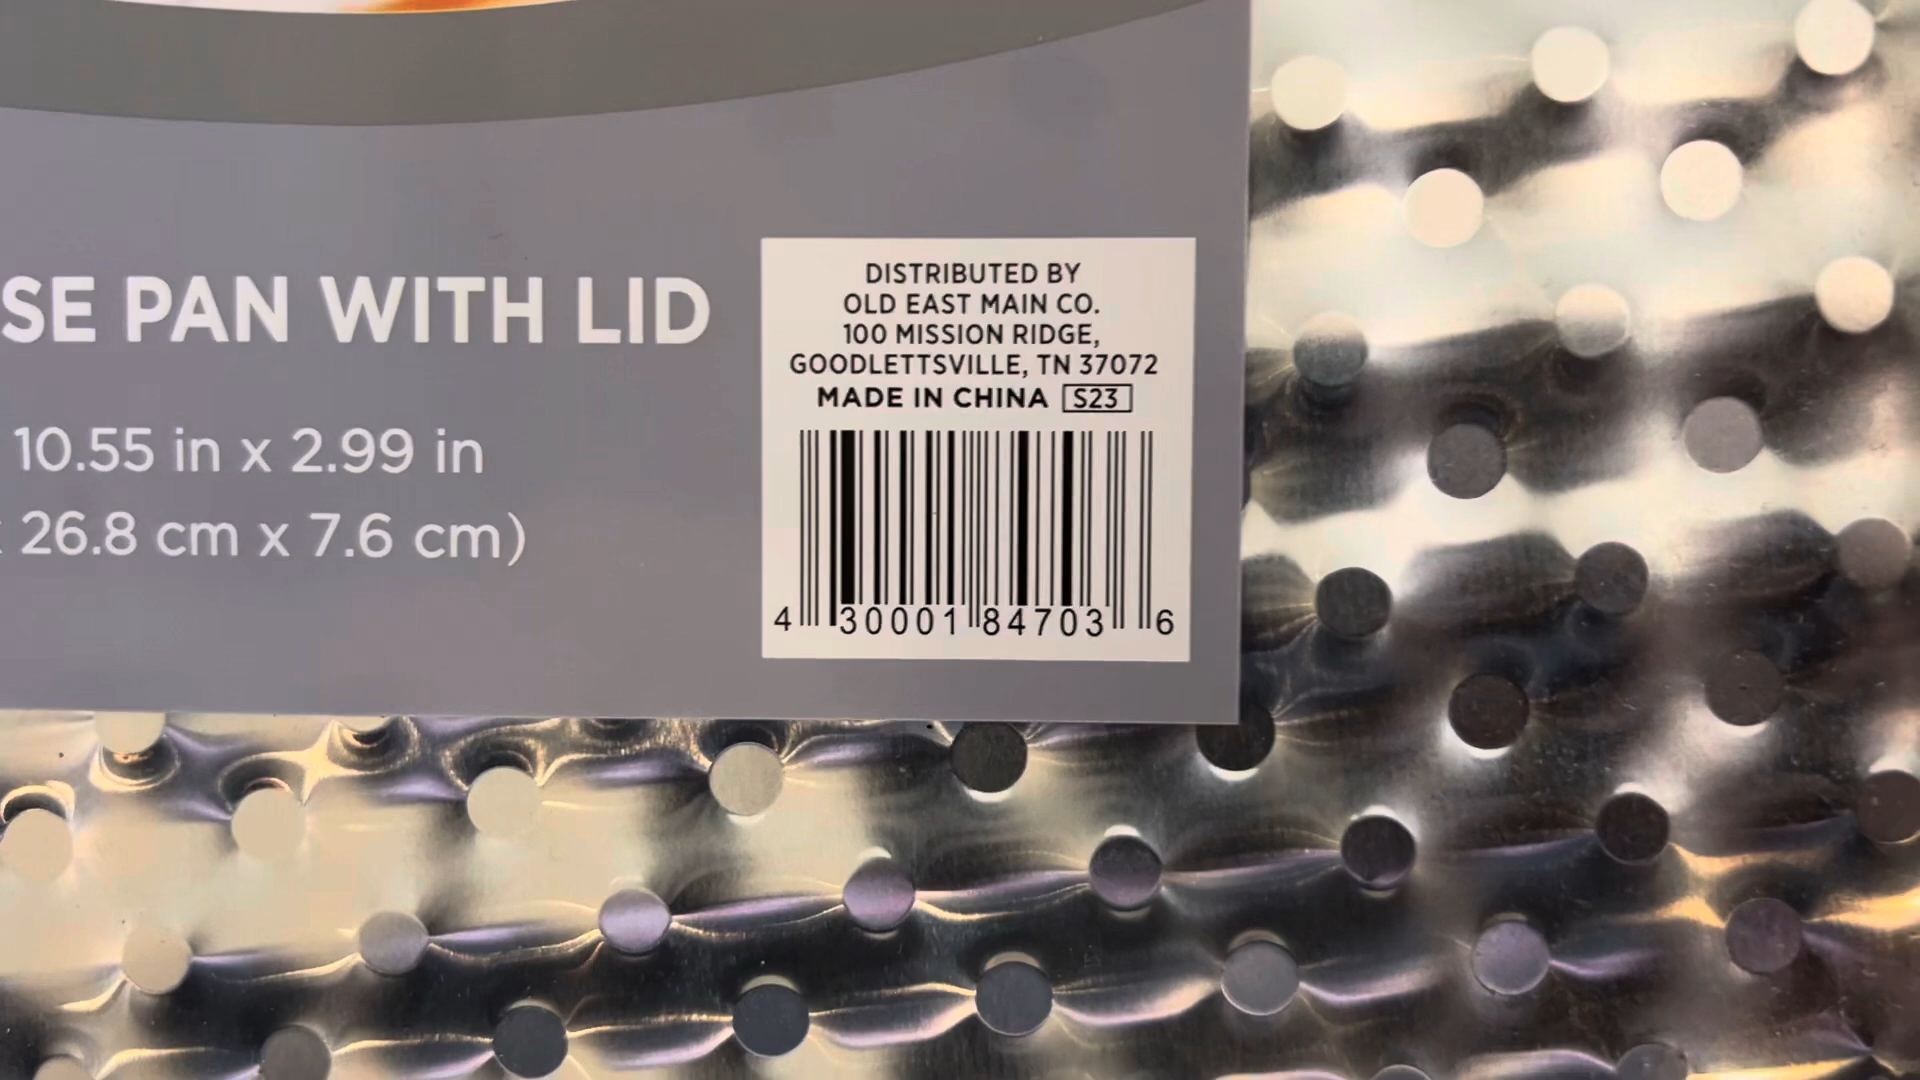 SE PAN WITH LID
10.55 in x 2.99 in
26.8 cm x 7.6 cm)
DISTRIBUTED BY
OLD EAST MAIN CO.
100 MISSION RIDGE,
GOODLETTSVILLE, TN 37072
MADE IN CHINA S23
4 30001 84703 6